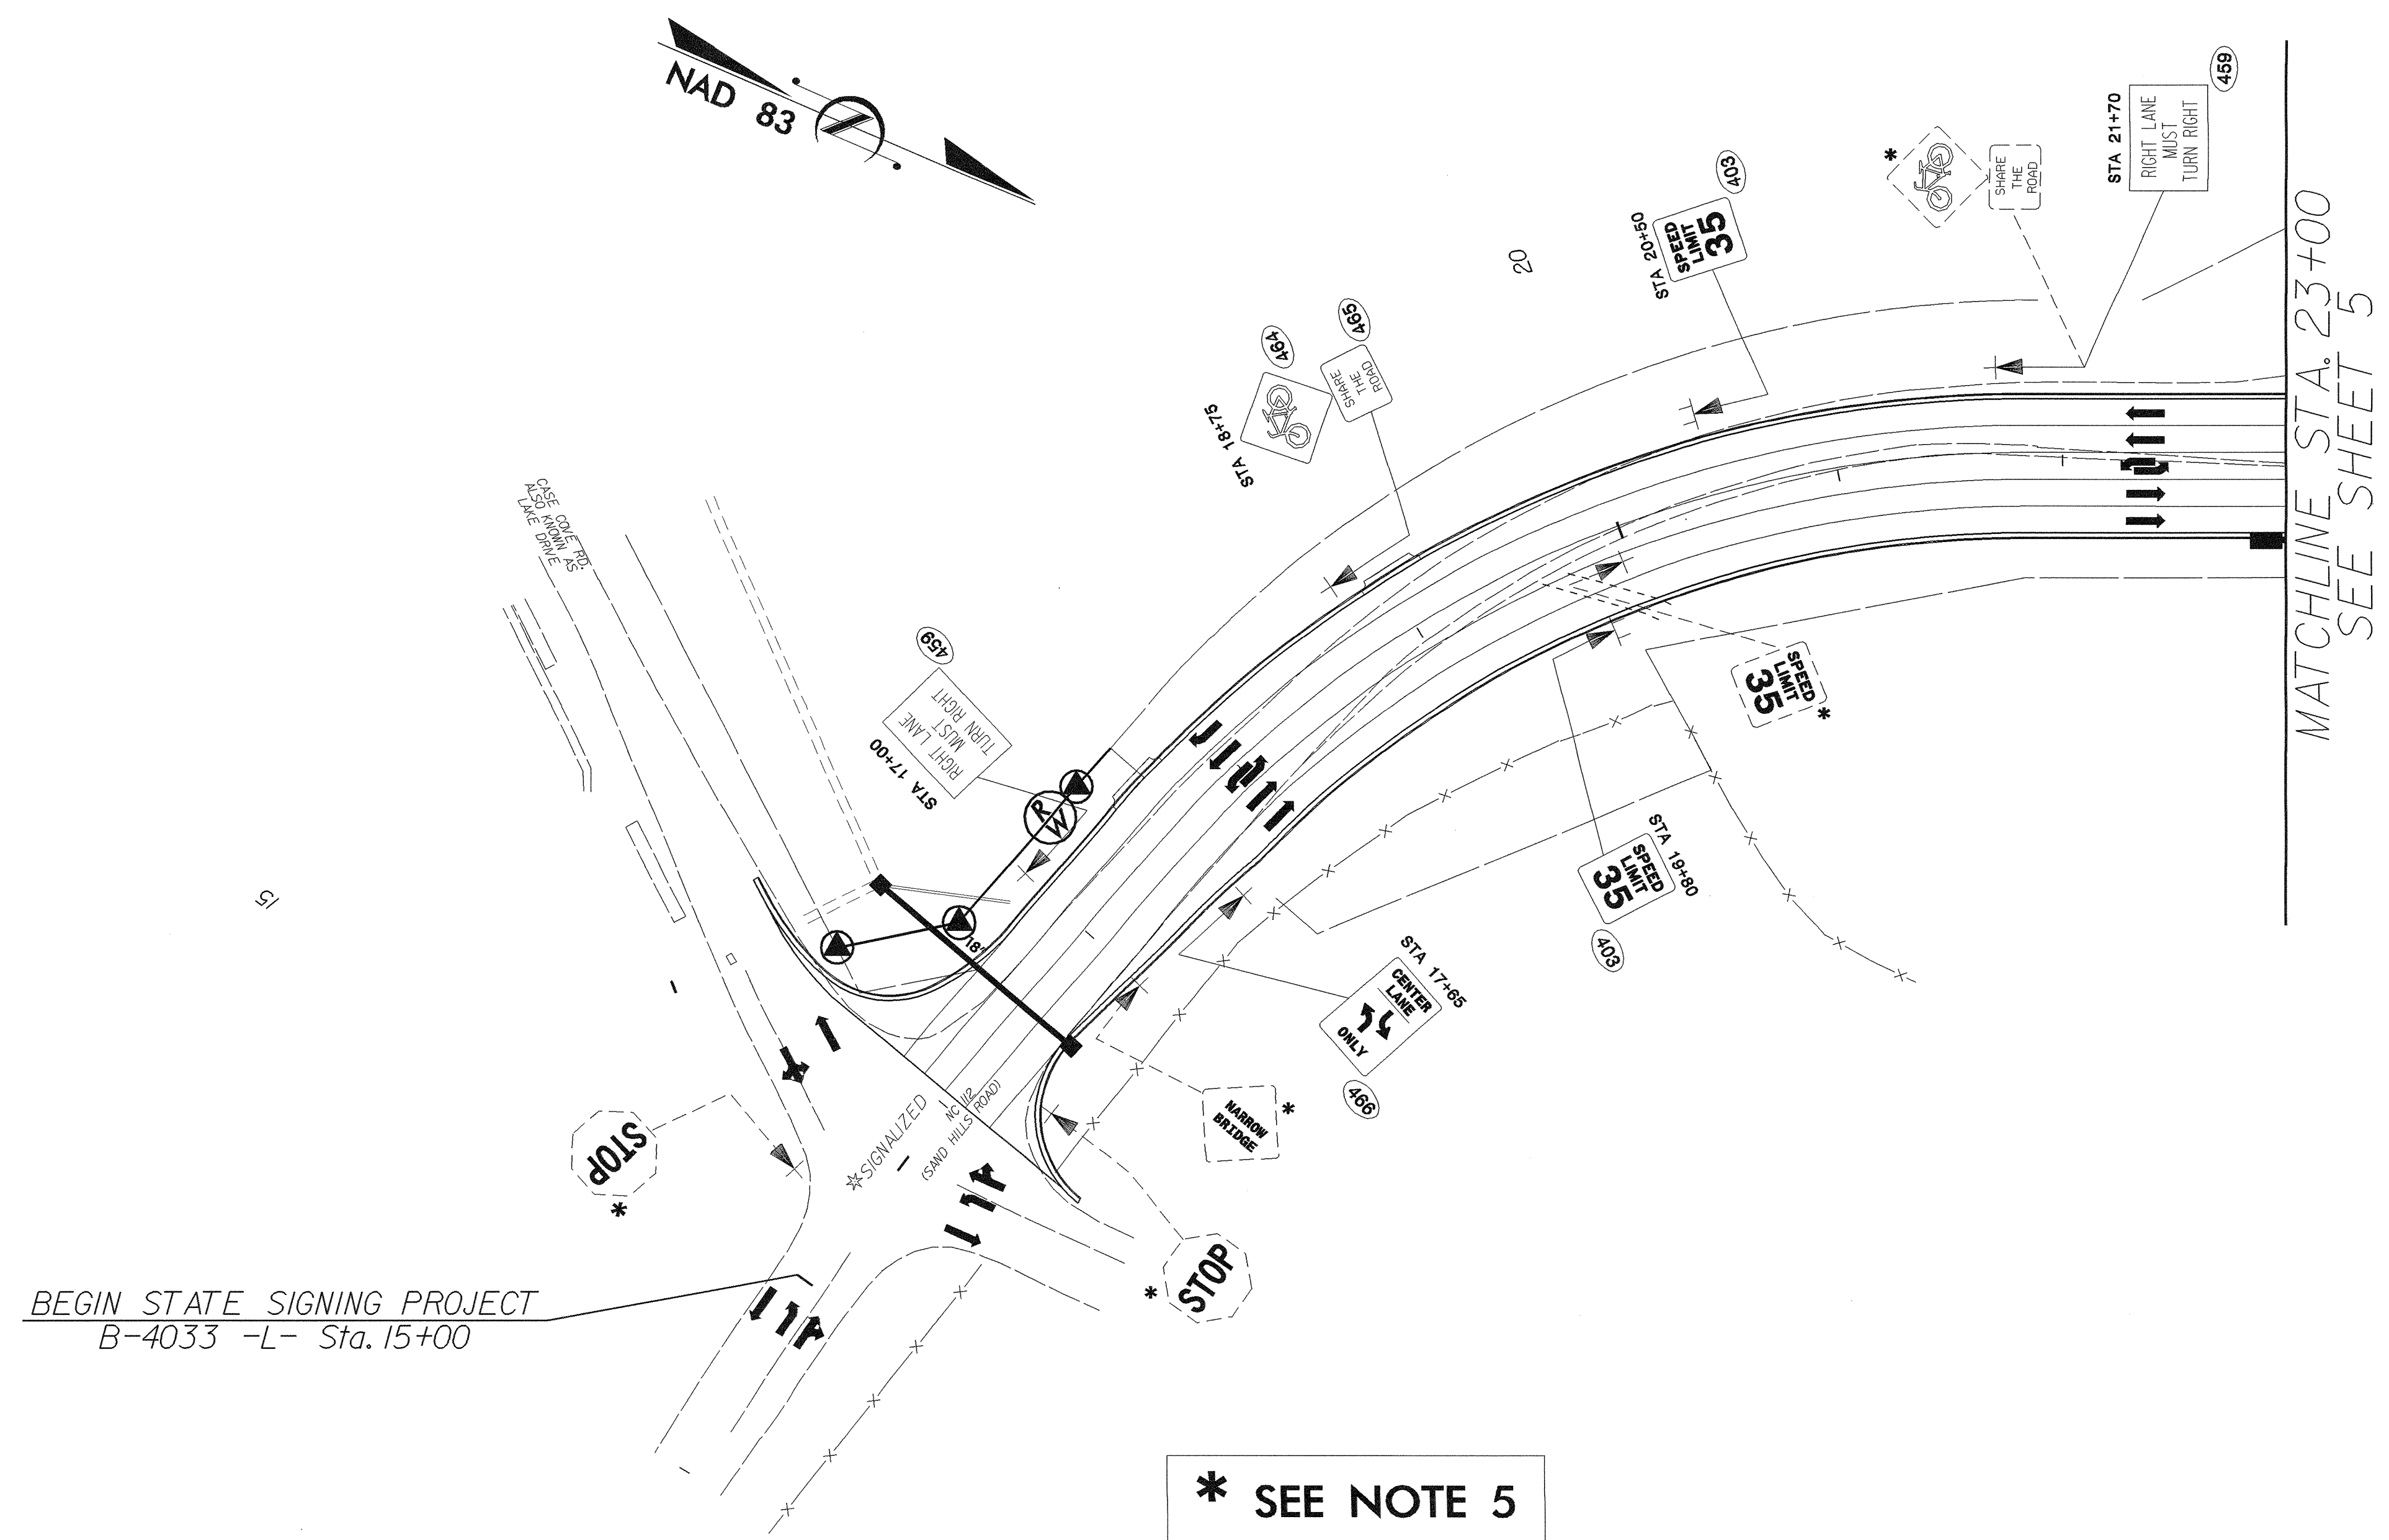 NAD 83
459
STA 21+70
RIGHT LANE
MUST
TURN RIGHT
*
SHARE
THE
ROAD
403
STA 20+50
SPEED
LIMIT
35
20
465
464
SHARE
THE
ROAD
STA 18+75
MATCHLINE STA. 23+00
SEE SHEET 5
CASE COVE RD.
ALSO KNOWN AS
LAKE DRIVE
459
RIGHT LANE
MUST
TURN RIGHT
STA 17+00
R
W
SPEED
LIMIT
35
*
STA 19+80
SPEED
LIMIT
35
403
15
18'
STA 17+65
CENTER
LANE
ONLY
466
NARROW
BRIDGE
*
☆SIGNALIZED
NC 112
(SAND HILLS ROAD)
STOP
*
STOP
*
BEGIN STATE SIGNING PROJECT
B-4033 -L- Sta. 15+00
* SEE NOTE 5